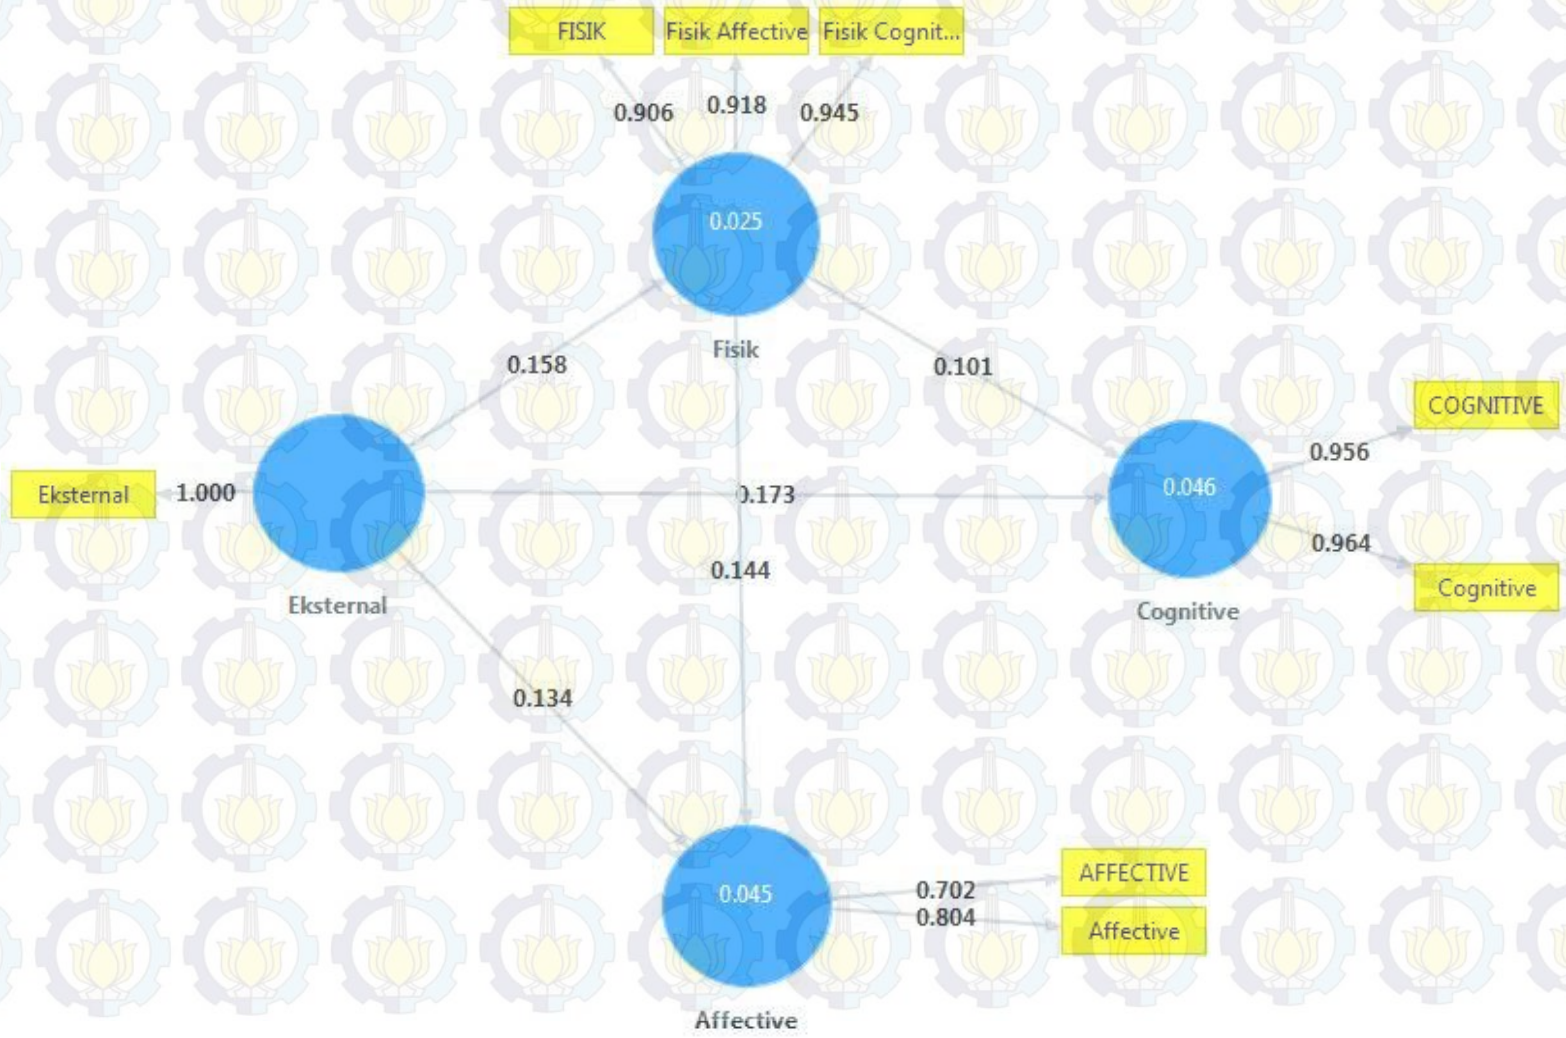 FISIK
Fisik Affective
Fisik Cognit...
0.906
0.918
0.945
0.025
Fisik
0.158
0.101
COGNITIVE
0.956
Eksternal
1.000
0.173
0.046
0.964
0.144
Cognitive
Eksternal
Cognitive
0.134
AFFECTIVE
0.045
0.702
0.804
Affective
Affective